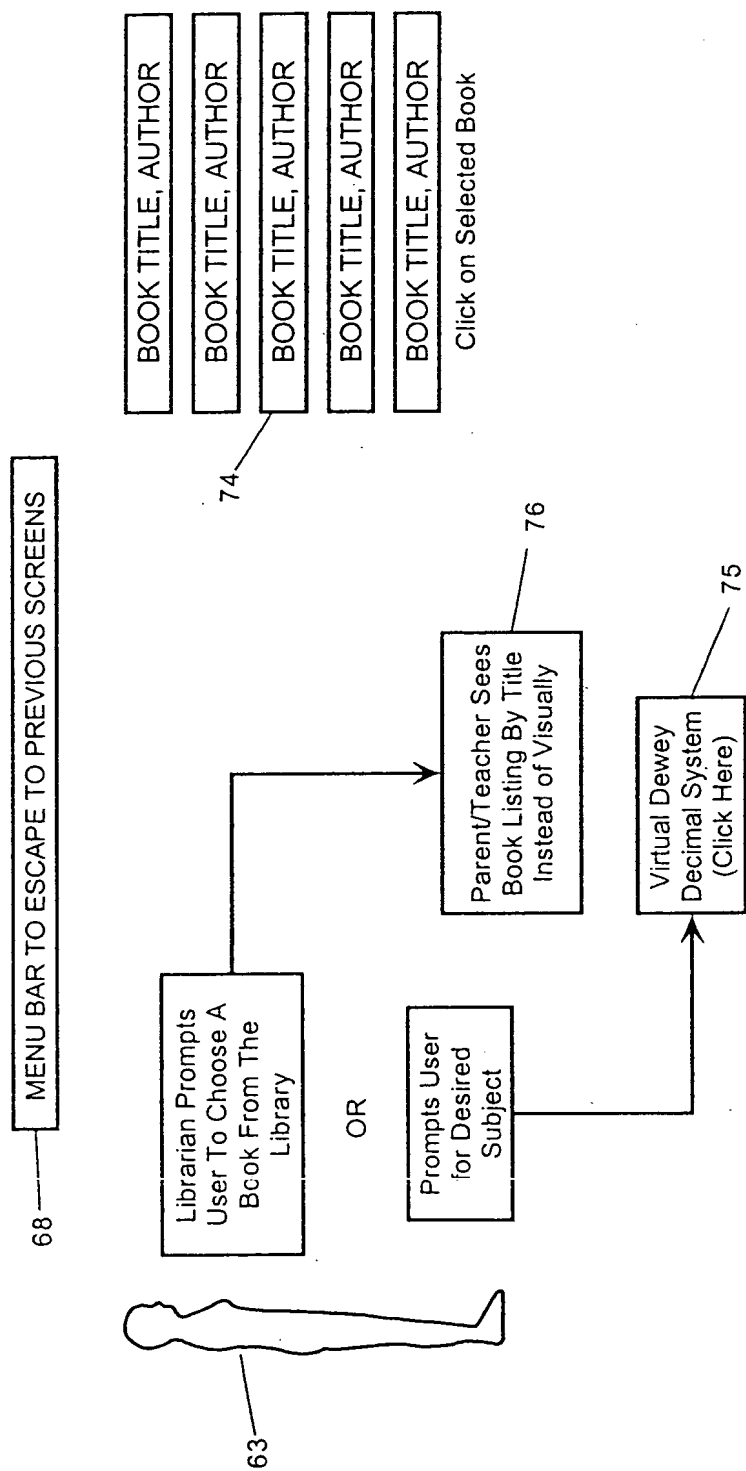 68
MENU BAR TO ESCAPE TO PREVIOUS SCREENS
63
Librarian Prompts
User To Choose A
Book From The
Library
OR
Prompts User
for Desired
Subject
Parent/Teacher Sees
Book Listing By Title
Instead of Visually
76
Virtual Dewey
Decimal System
(Click Here)
75
74
BOOK TITLE, AUTHOR
BOOK TITLE, AUTHOR
BOOK TITLE, AUTHOR
BOOK TITLE, AUTHOR
BOOK TITLE, AUTHOR
Click on Selected Book